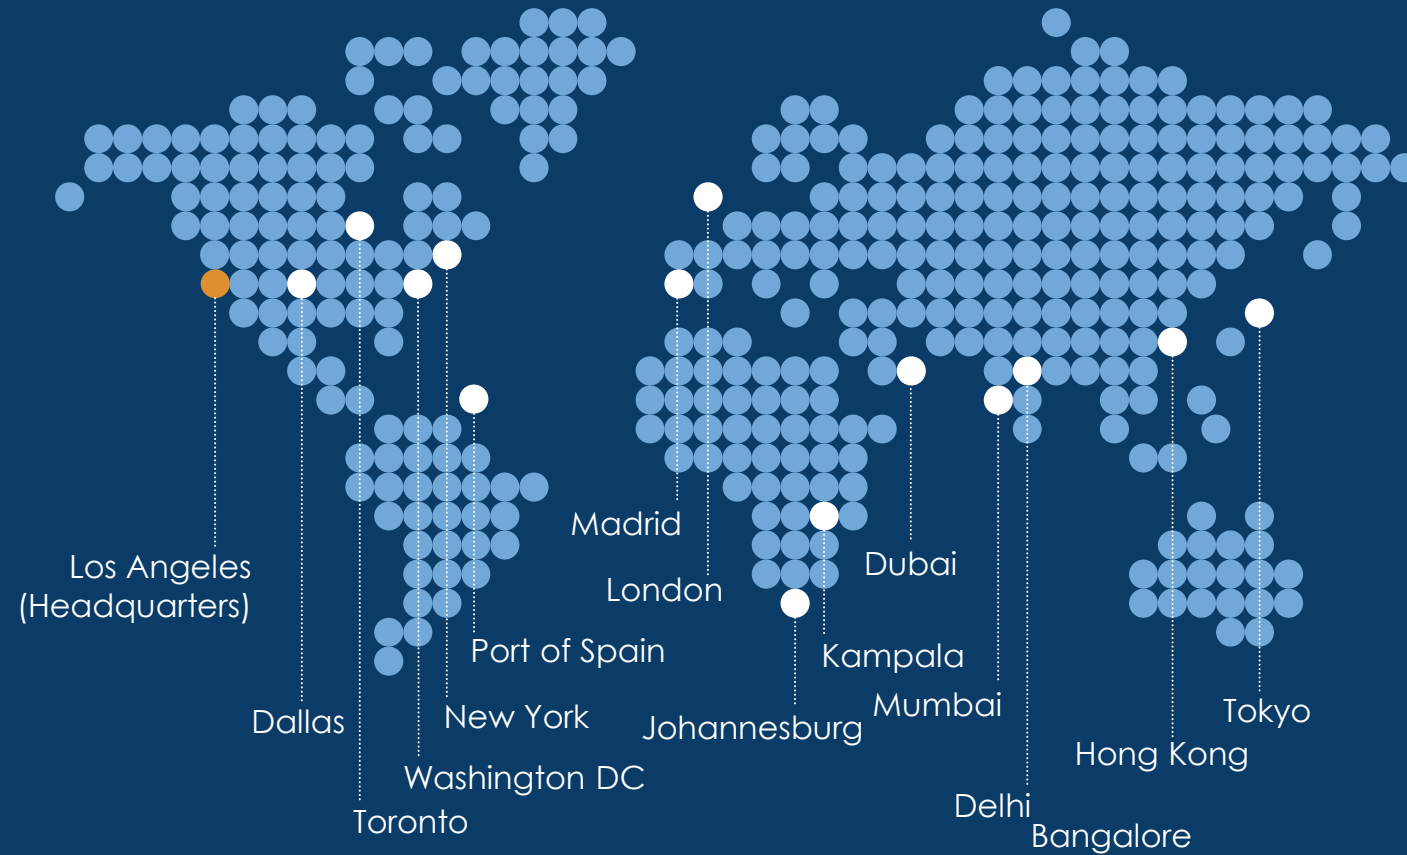 Madrid
Dubai
Los Angeles
(Headquarters)
London
Port of Spain
Kampala
Mumbai
Dallas
New York
Johannesburg
Tokyo
Hong Kong
Washington DC
Delhi
Toronto
Bangalore